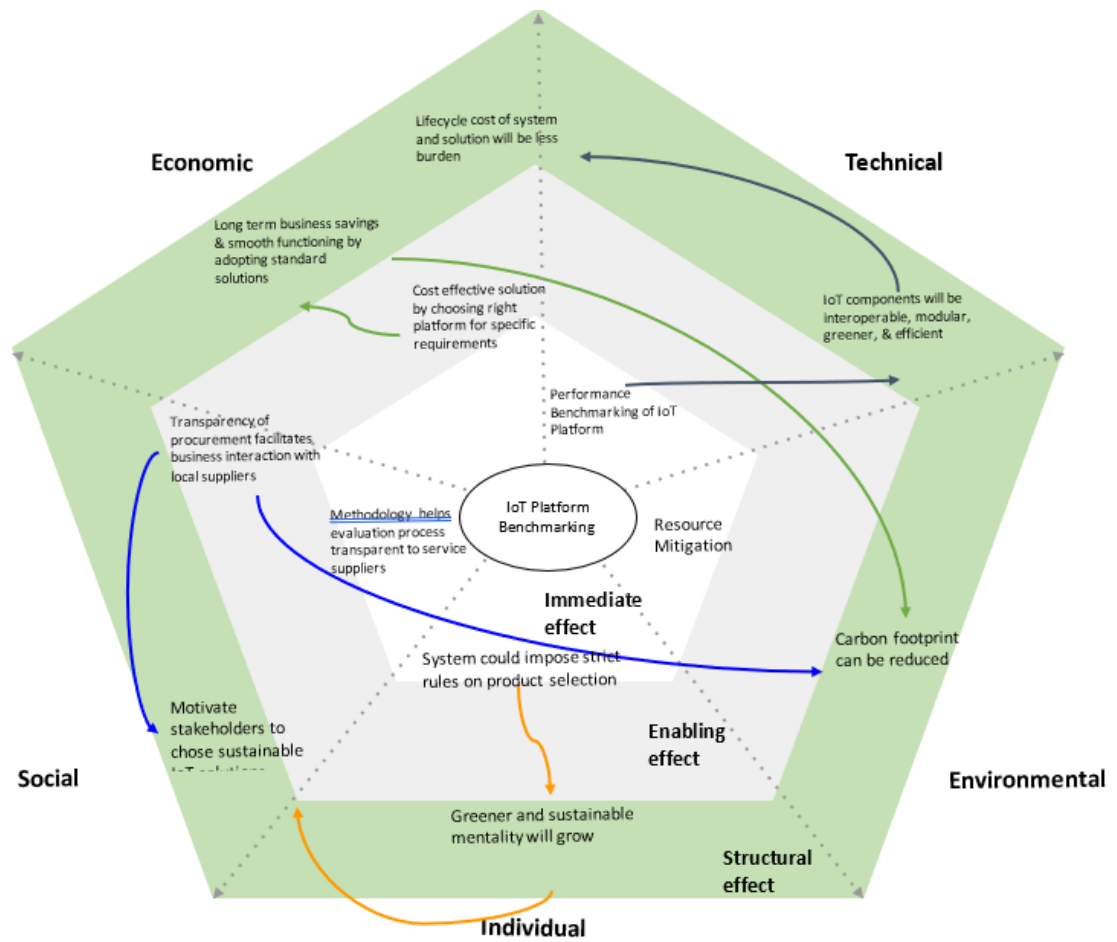 Lifecycle cost of system
and solution will be less
burden
Economic
Technical
Long term business savings
& smooth functioning by
adopting standard
solutions
Cost effective solution
by choosing right
platform for specific
requirements
IoT components will be
interoperable, modular,
greener, & efficient
Performance
Benchmarking of IoT
Platform
Transparency of
procurement facilitates
business interaction with
local suppliers
Methodology helps
evaluation process
transparent to service
suppliers
IoT Platform
Benchmarking
Resource
Mitigation
Immediate
effect
System could impose strict
rules on product selection
Carbon footprint
can be reduced
Motivate
stakeholders to
chose sustainable
IoT solutions
Enabling
effect
Social
Environmental
Greener and sustainable
mentality will grow
Structural
effect
Individual